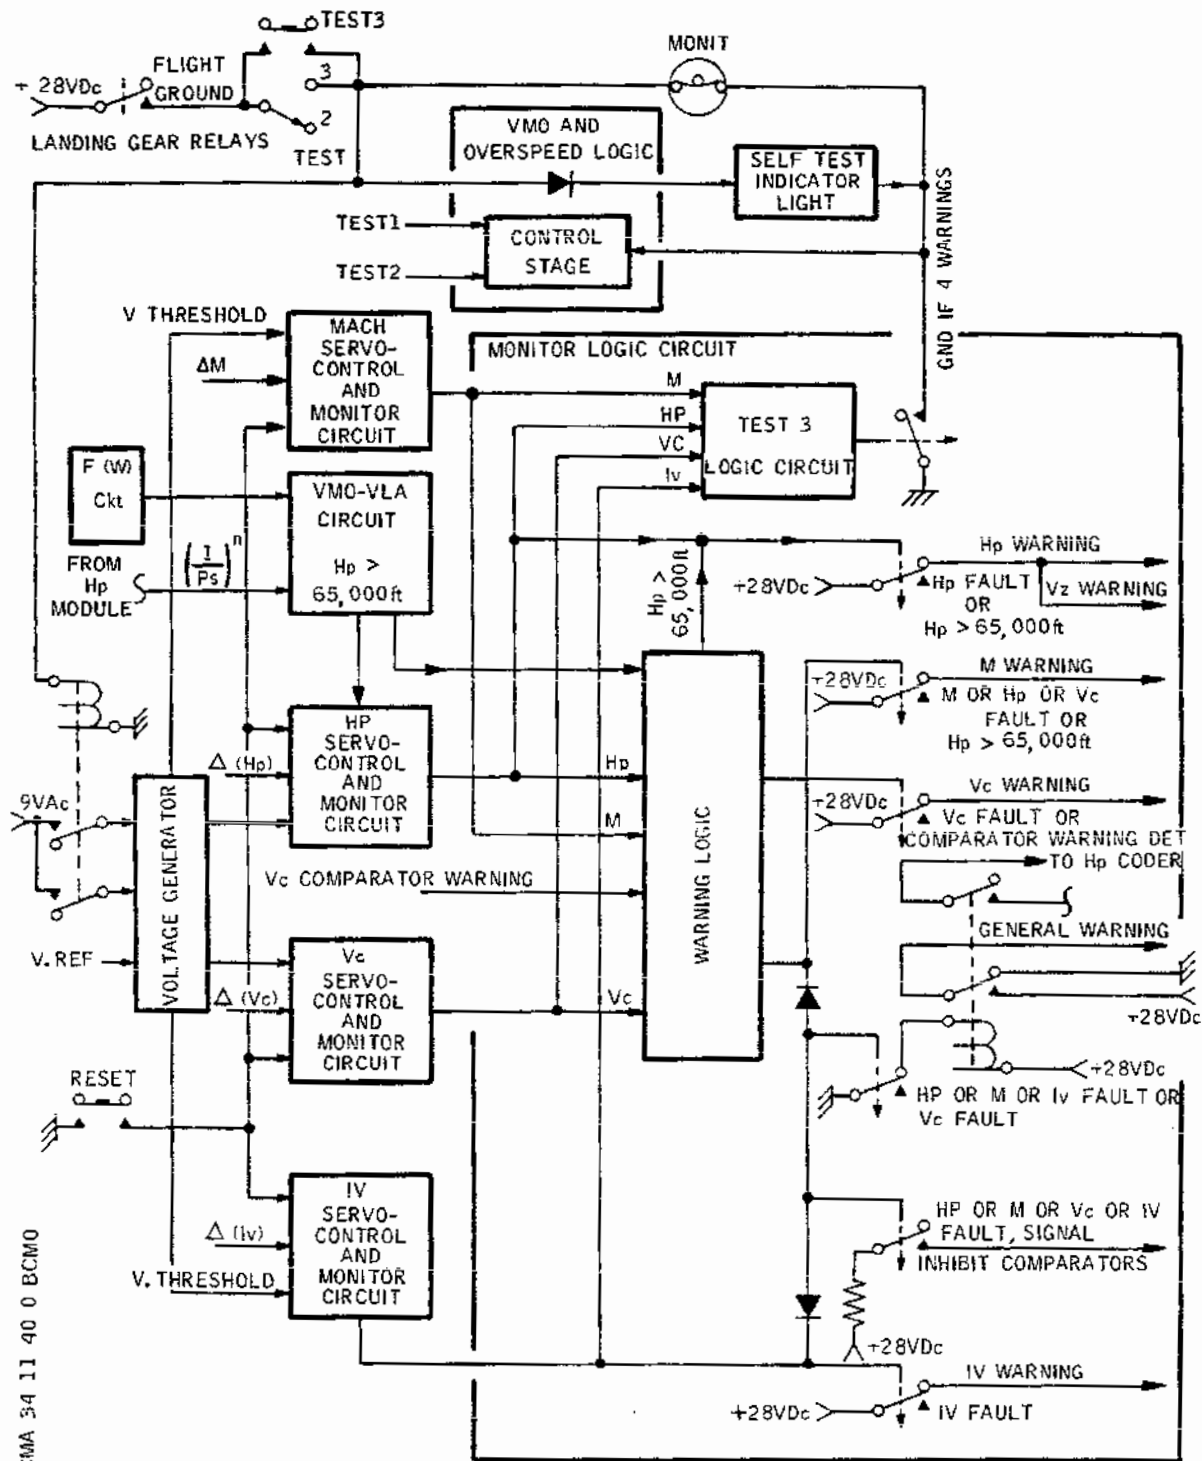 TEST3
MONIT
FLIGHT
+ 28VDc
GROUND
3
2
LANDING GEAR RELAYS
TEST
VMO AND
OVERSPEED LOGIC
SELF TEST
INDICATOR
LIGHT
TEST1
TEST2
CONTROL
STAGE
GND IF 4 WARNINGS
V THRESHOLD
ΔM
MACH
SERVO-
CONTROL
AND
MONITOR
CIRCUIT
MONITOR LOGIC CIRCUIT
M
HP
VC
Iv
TEST 3
LOGIC CIRCUIT
F (W)
Ckt
VMO-VLA
CIRCUIT
Hp >
65,000ft
FROM
Hp
MODULE
(I/Ps)ⁿ
Hp >
65,000ft
+28VDc
Hp WARNING
Hp FAULT
OR
Hp > 65,000ft
Vz WARNING
+28VDc
M WARNING
M OR Hp OR Vc
FAULT OR
Hp > 65,000ft
HP
SERVO-
CONTROL
AND
MONITOR
CIRCUIT
Δ (Hp)
Hp
M
9VAc
VOLTAGE GENERATOR
V.REF
Vc COMPARATOR WARNING
WARNING LOGIC
+28VDc
Vc WARNING
Vc FAULT OR
COMPARATOR WARNING DET
TO Hp CODER
GENERAL WARNING
+28VDc
Vc
SERVO-
CONTROL
AND
MONITOR
CIRCUIT
Δ (Vc)
Vc
RESET
+28VDc
HP OR M OR Iv FAULT OR
Vc FAULT
IV
SERVO-
CONTROL
AND
MONITOR
CIRCUIT
Δ (Iv)
V.THRESHOLD
HP OR M OR Vc OR IV
FAULT, SIGNAL
INHIBIT COMPARATORS
+28VDc
IV WARNING
+28VDc
IV FAULT
MA 34 11 40 0 BCMO